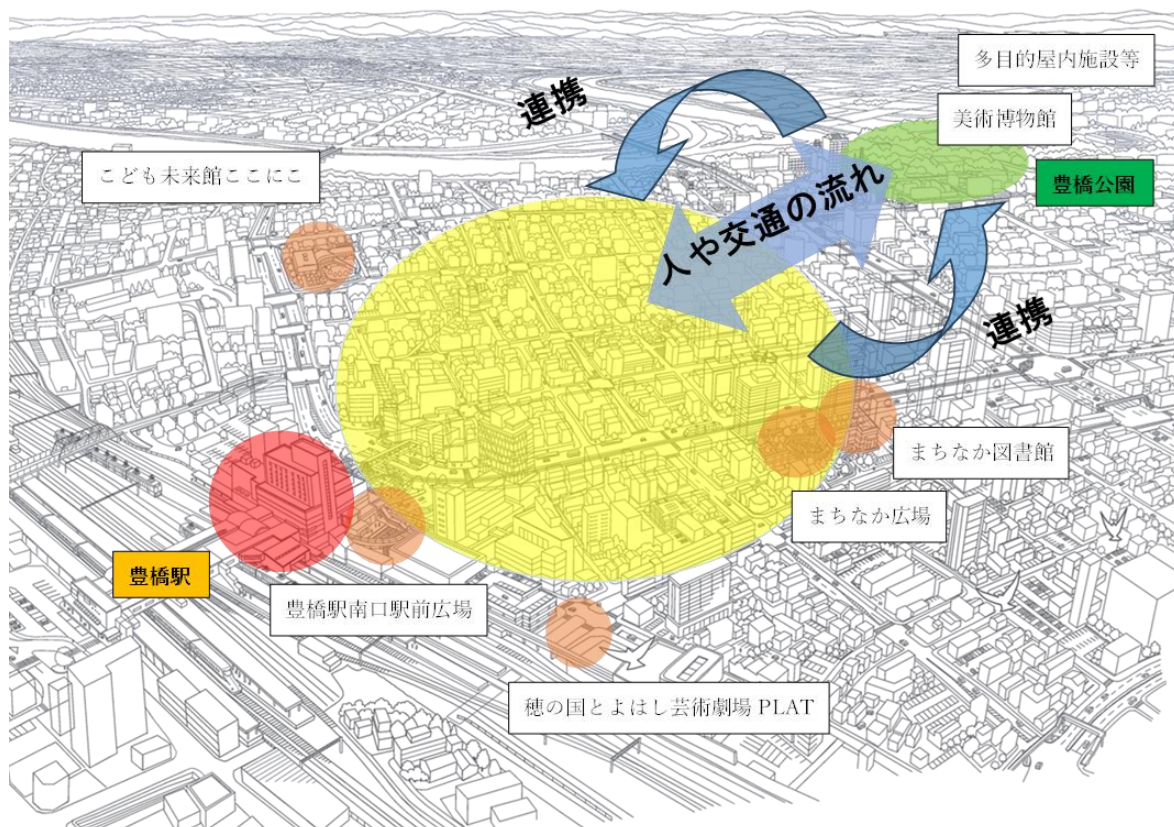 多目的屋内施設等
連携
美術博物館
こども未来館ここにこ
豊橋公園
人や交通の流れ
連携
まちなか図書館
まちなか広場
豊橋駅
豊橋駅南口駅前広場
穂の国とよはし芸術劇場 PLAT